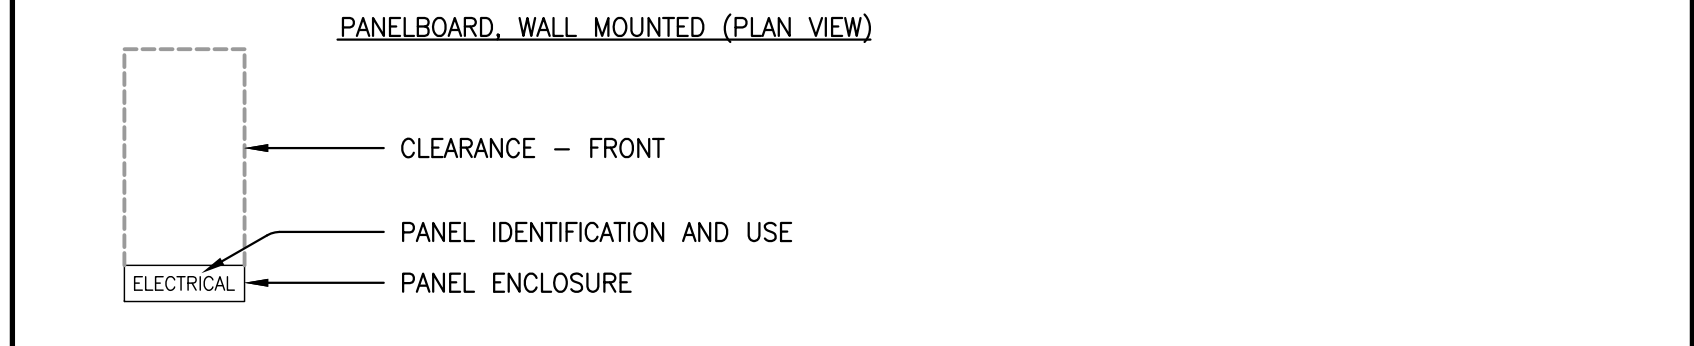 PANELBOARD, WALL MOUNTED (PLAN VIEW)
CLEARANCE – FRONT
PANEL IDENTIFICATION AND USE
ELECTRICAL
PANEL ENCLOSURE